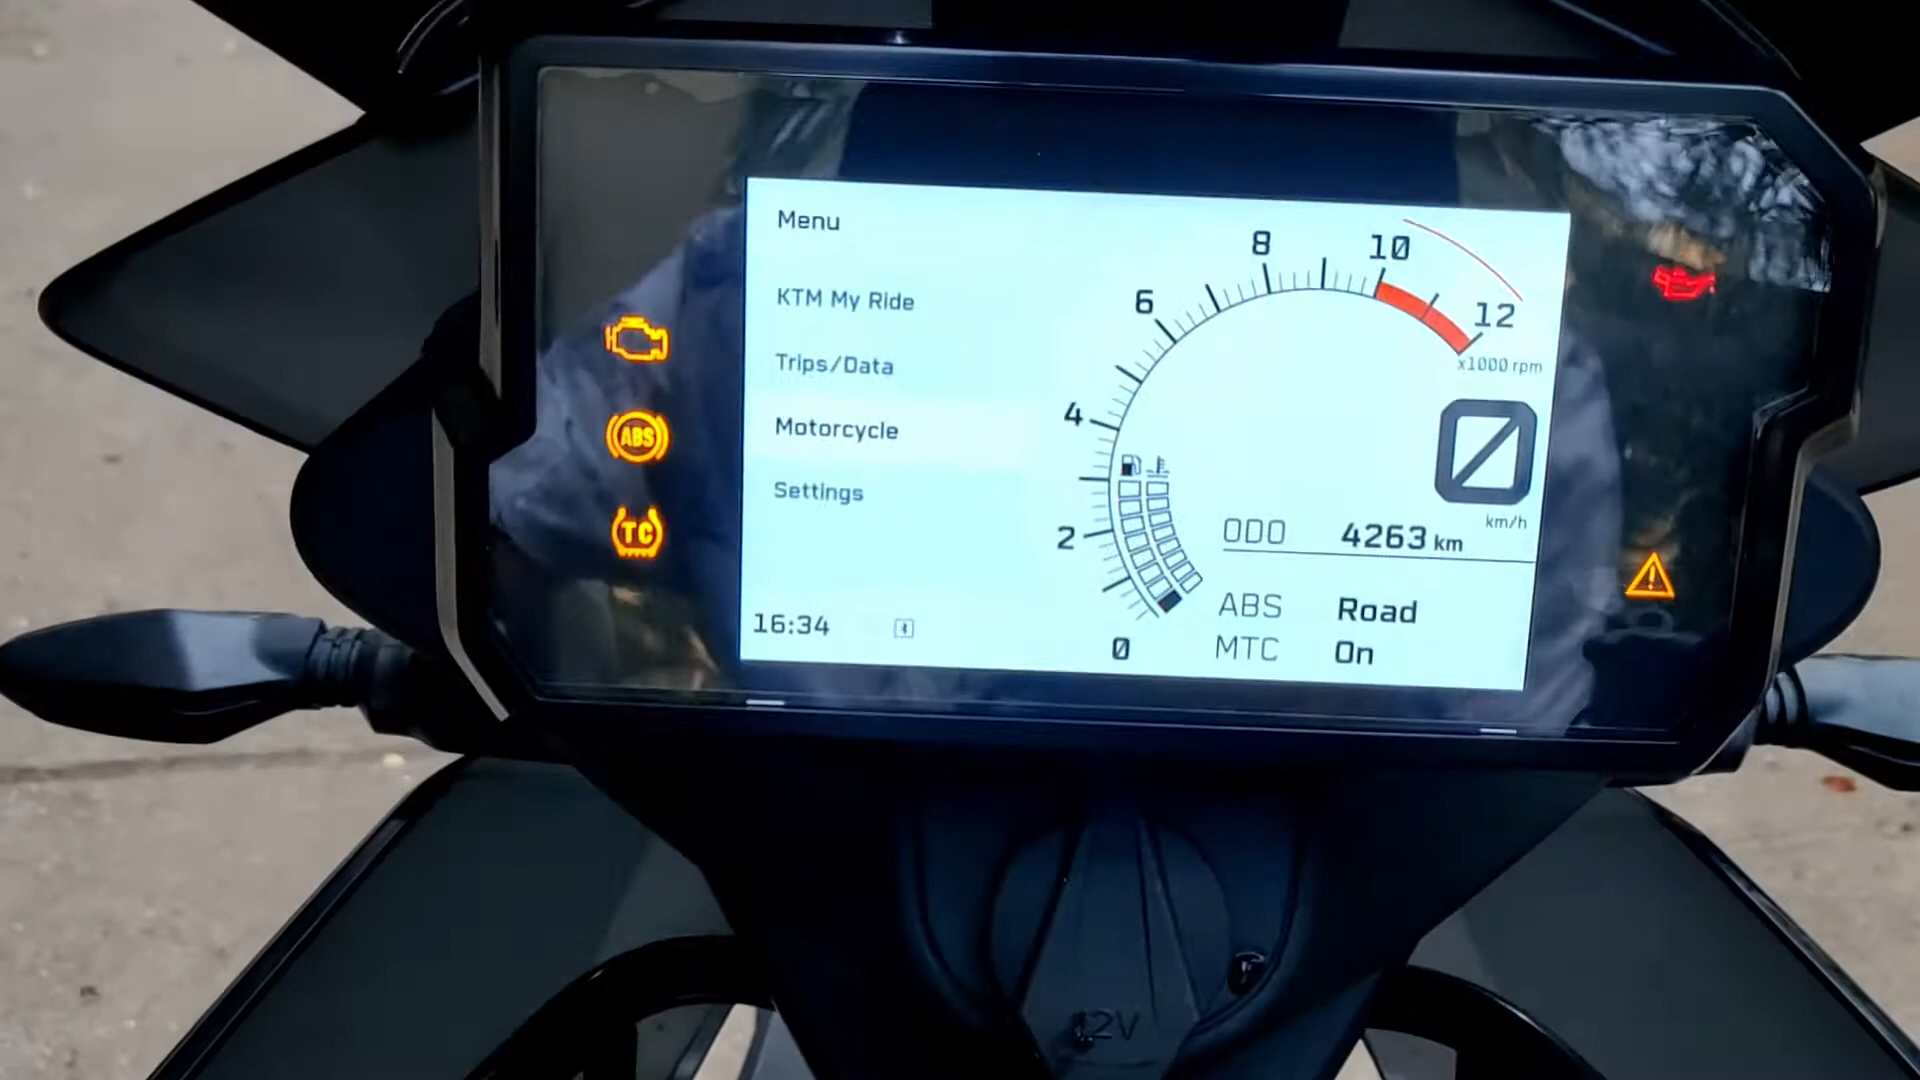 Menu
KTM My Ride
Trips/Data
Motorcycle
Settings
16:34
0
2
4
6
8
10
12
x1000 rpm
0
km/h
ODO 4263 km
ABS Road
MTC On
ABS
TC
12V